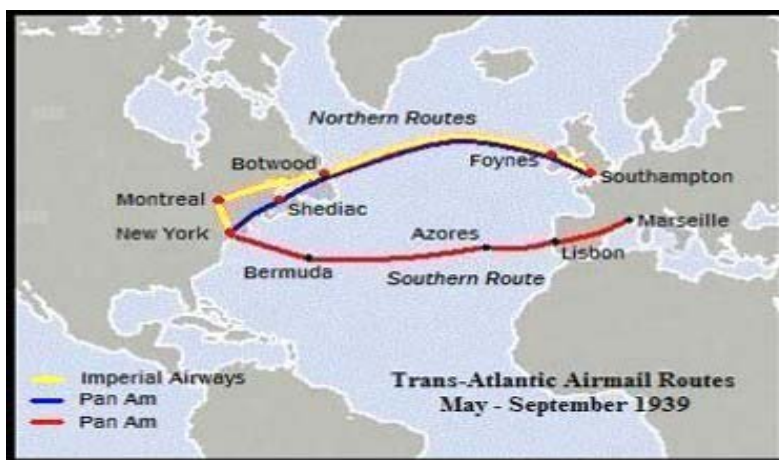 Northern Routes
Botwood
Foynes
Southampton
Montreal
Shediac
New York
Marseille
Azores
Lisbon
Bermuda
Southern Route
Imperial Airways
Pan Am
Pan Am
Trans-Atlantic Airmail Routes
May - September 1939